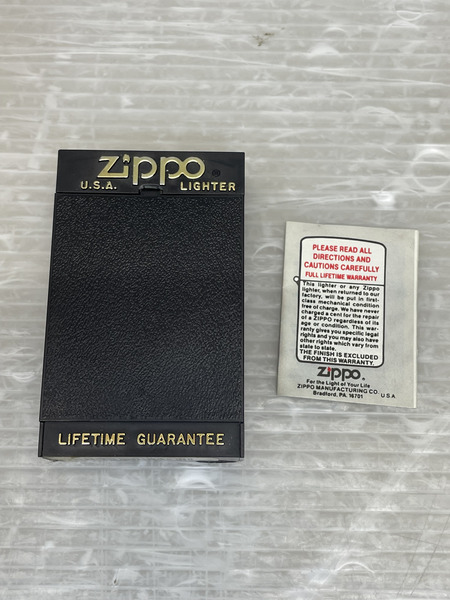 Zippo®
U.S.A. LIGHTER
LIFETIME GUARANTEE
PLEASE READ ALL
DIRECTIONS AND
CAUTIONS CAREFULLY
FULL LIFETIME WARRANTY
This lighter or any Zippo
lighter, when returned to our
factory, will be put in first-
class mechanical condition
free of charge. We have never
charged a cent for the repair
of a ZIPPO regardless of its
age or condition. This war-
ranty gives you specific legal
rights and you may also have
other rights which vary from
state to state.
THE FINISH IS EXCLUDED
FROM THIS WARRANTY.
Zippo®
For the Light of Your Life
ZIPPO MANUFACTURING CO.
Bradford, PA. 16701 U S A